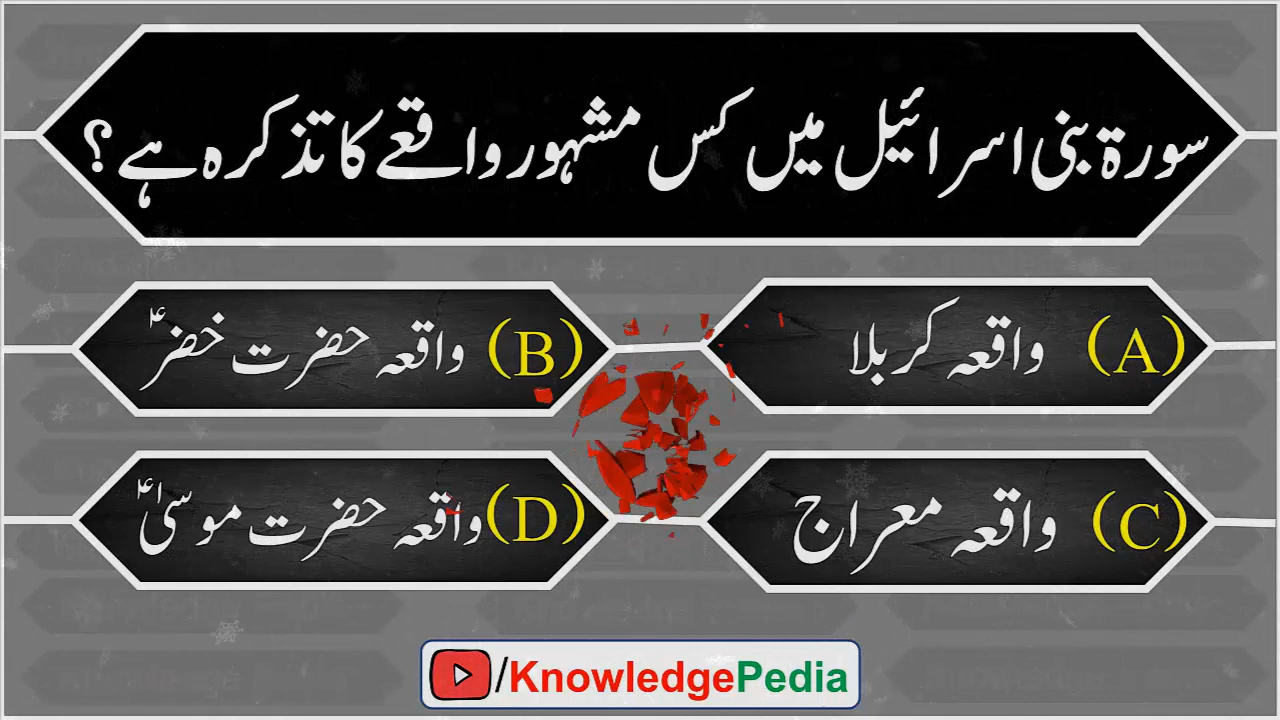 سورۃ بنی اسرائیل میں کس مشہور واقعے کا تذکرہ ہے؟
(A) واقعہ کربلا
(B) واقعہ حضرت خضرؑ
(C) واقعہ معراج
(D) واقعہ حضرت موسیٰؑ
/KnowledgePedia